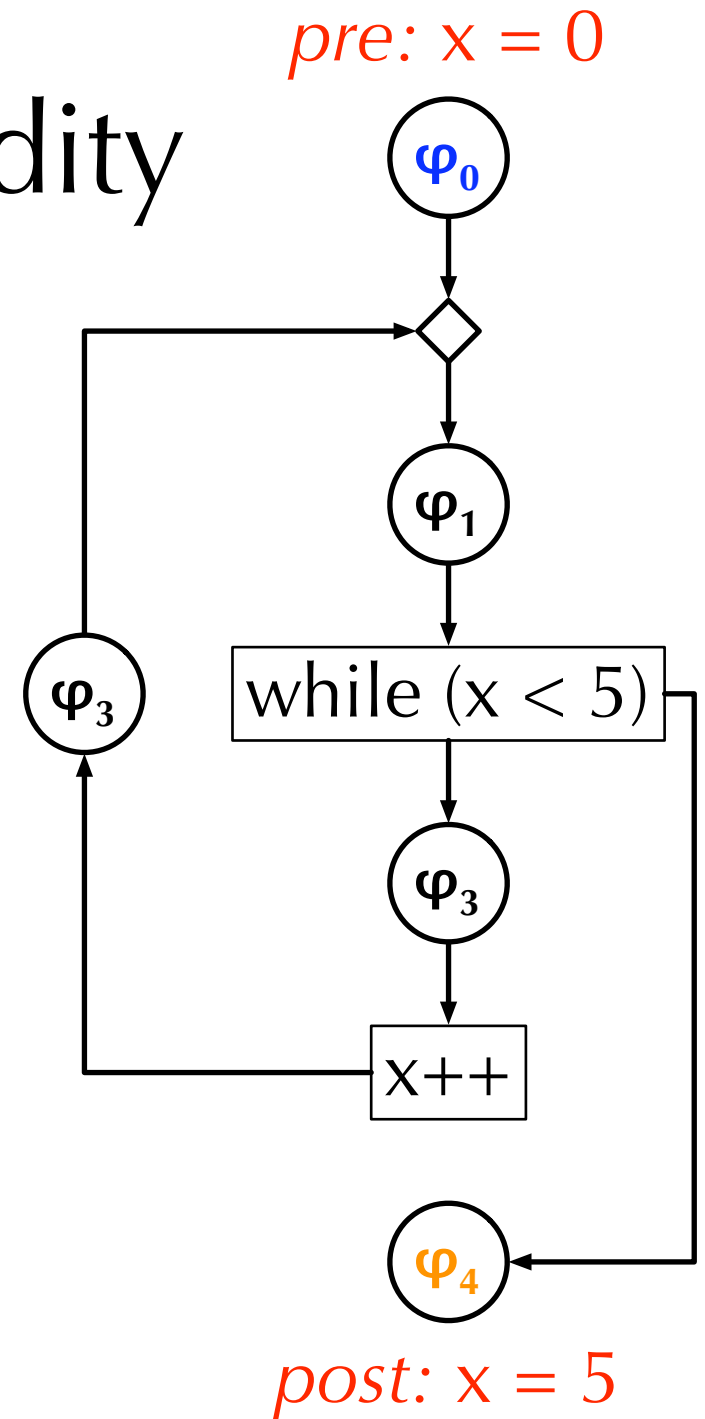 pre: x = 0
dity
φ₀
φ₁
while (x < 5)
φ₃
φ₃
x++
φ₄
post: x = 5